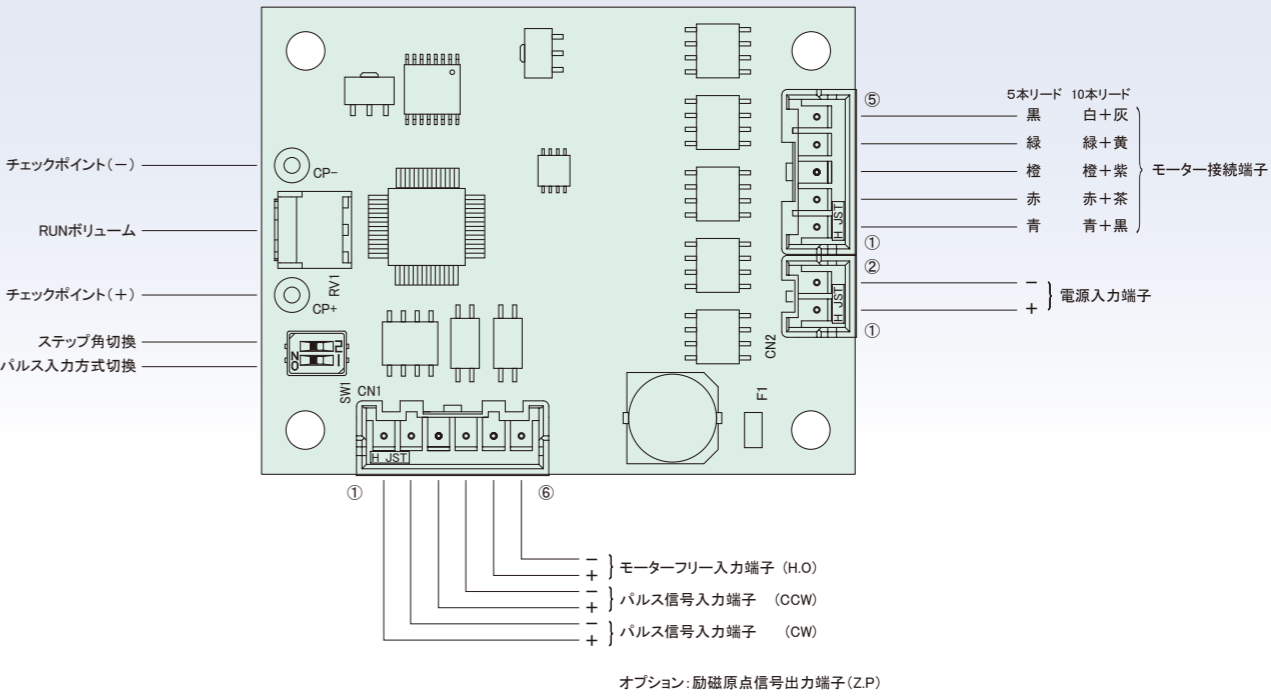 5本リード 10本リード
⑤
黒 白+灰
緑 緑+黄
橙 橙+紫
赤 赤+茶
青 青+黒
モーター接続端子
H JST
①
②
−
+
電源入力端子
H JST
①
CN2
チェックポイント(−)
CP-
RUNボリューム
RV1
チェックポイント(+)
CP+
ステップ角切換
パルス入力方式切換
2
1
ON
SW1
CN1
F1
H JST
①
⑥
−
+
モーターフリー入力端子 (H.O)
−
+
パルス信号入力端子 (CCW)
−
+
パルス信号入力端子 (CW)
オプション:励磁原点信号出力端子(Z.P)